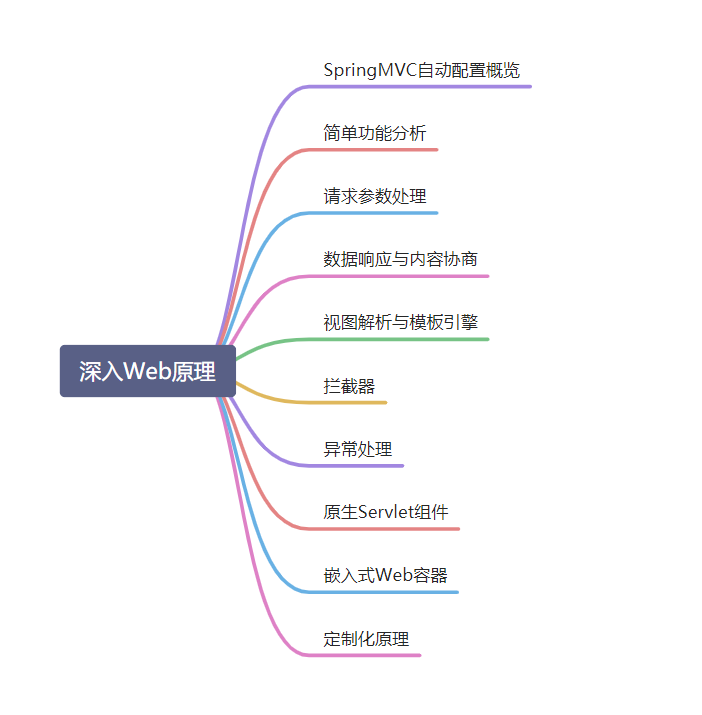 SpringMVC自动配置概览
简单功能分析
请求参数处理
数据响应与内容协商
视图解析与模板引擎
深入Web原理
拦截器
异常处理
原生Servlet组件
嵌入式Web容器
定制化原理